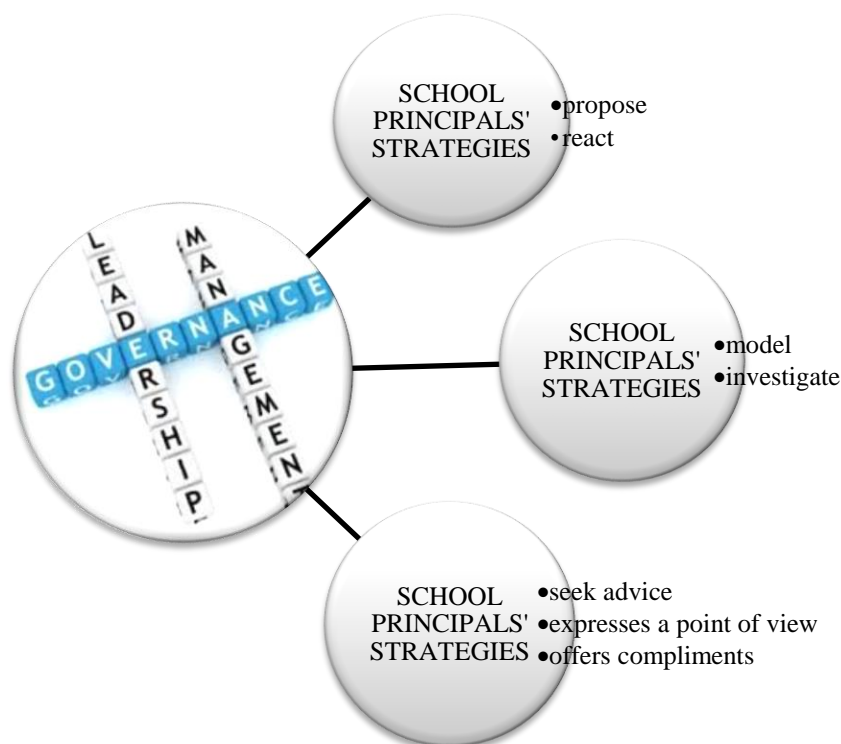 SCHOOL
PRINCIPALS'
STRATEGIES
•propose
•react
LEADERSHIP
MANAGEMENT
GOVERNANCE
SCHOOL
PRINCIPALS'
STRATEGIES
•model
•investigate
SCHOOL
PRINCIPALS'
STRATEGIES
•seek advice
•expresses a point of view
•offers compliments